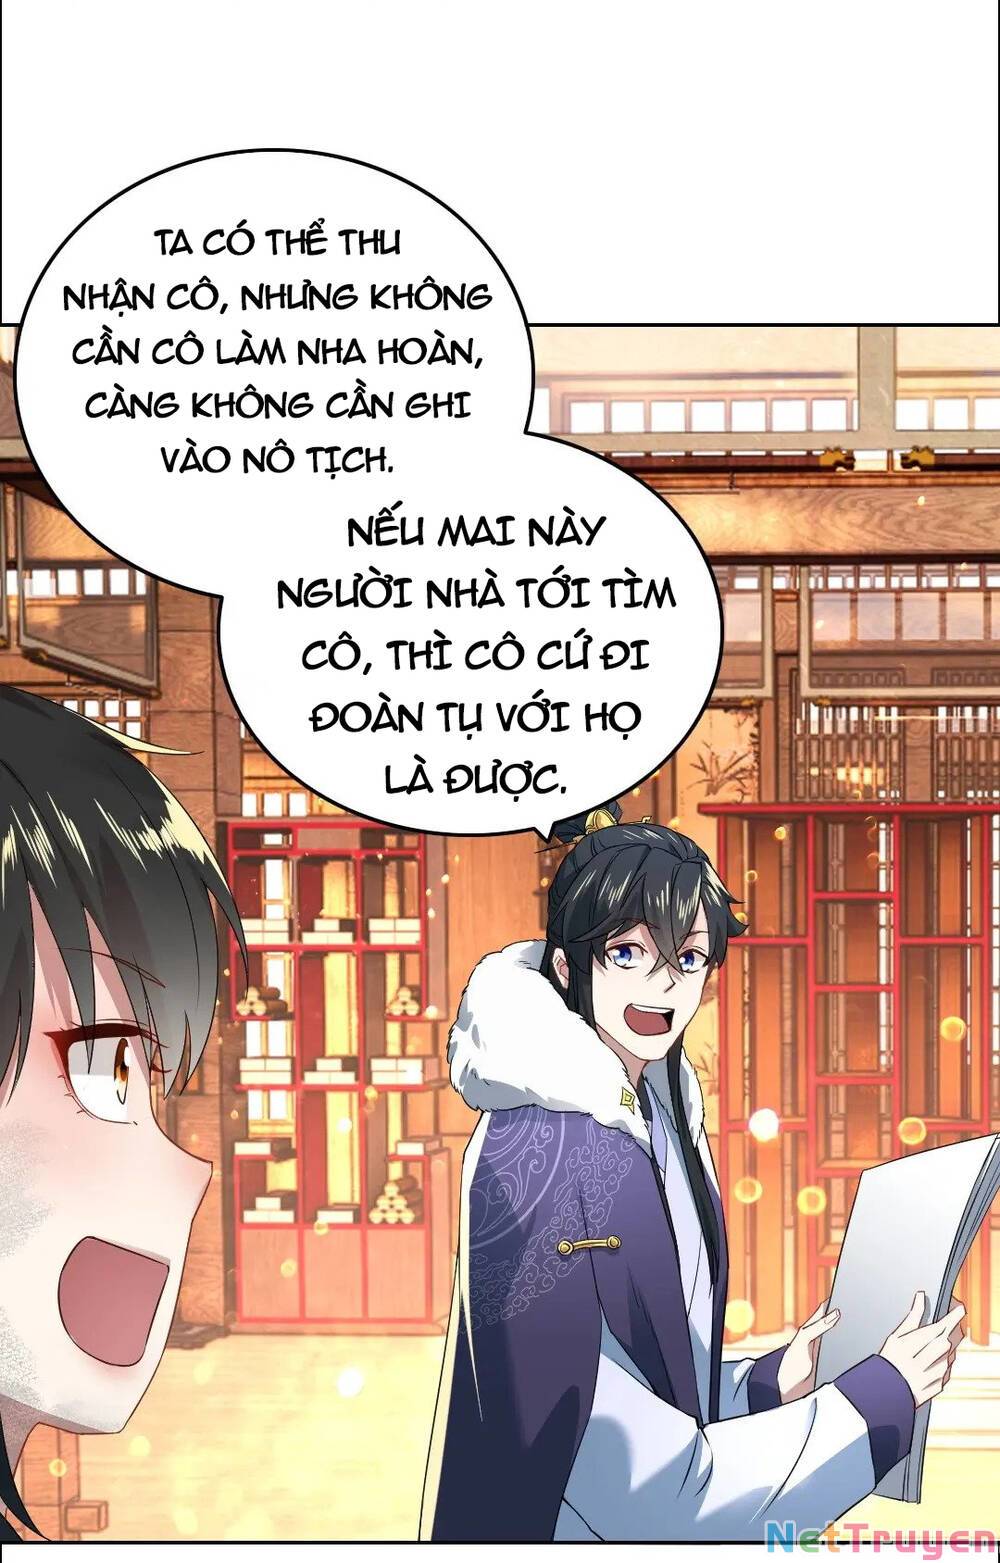 TA CÓ THỂ THU
NHẬN CÔ, NHƯNG KHÔNG
CẦN CÔ LÀM NHA HOÀN,
CÀNG KHÔNG CẦN GHI
VÀO NÔ TỊCH.
NẾU MAI NÀY
NGƯỜI NHÀ TỚI TÌM
CÔ, THÌ CÔ CỨ ĐI
ĐOÀN TỤ VỚI HỌ
LÀ ĐƯỢC.
NetTruyen